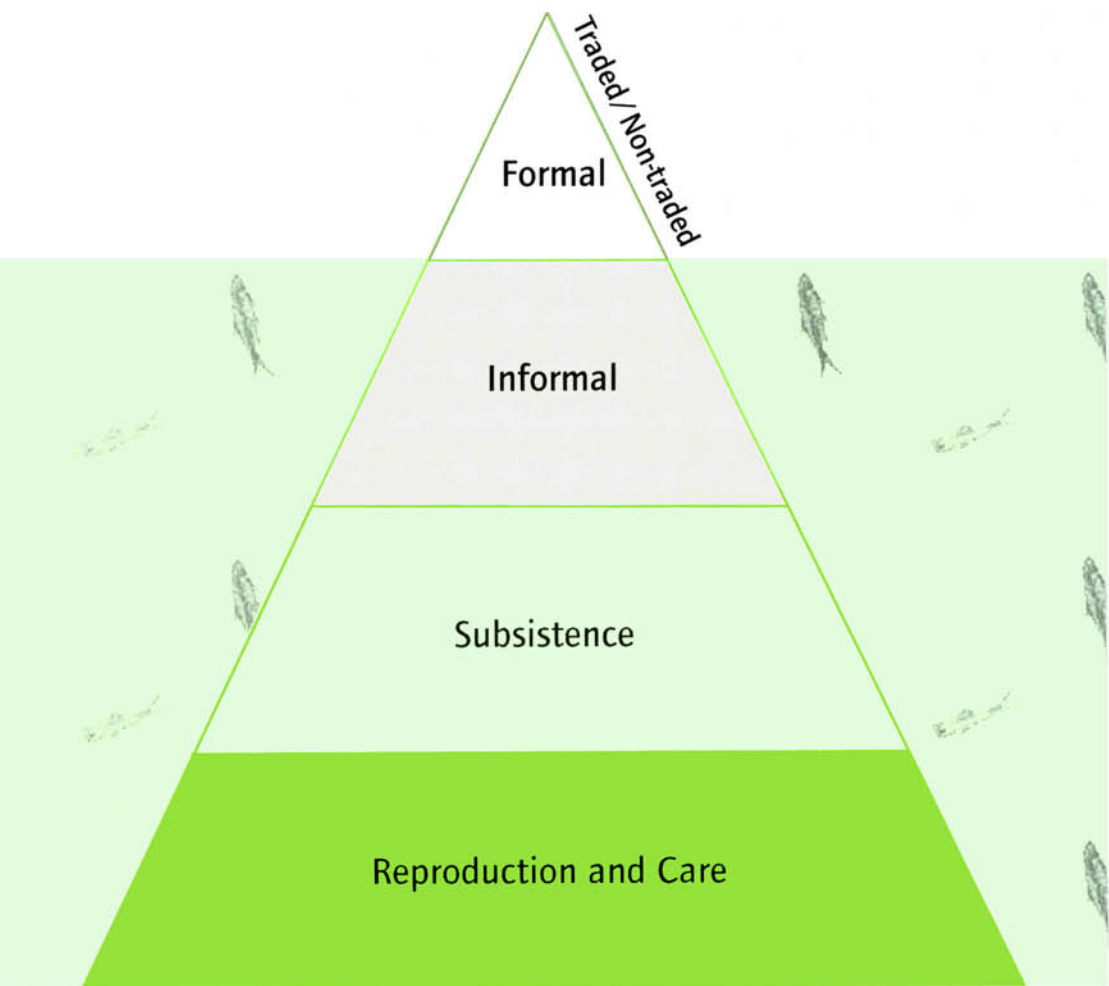 Traded / Non-traded
Formal
Informal
Subsistence
Reproduction and Care